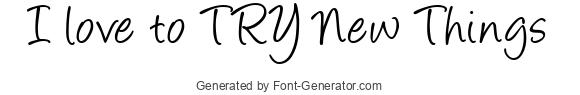 I love to TRY New Things
Generated by Font-Generator.com